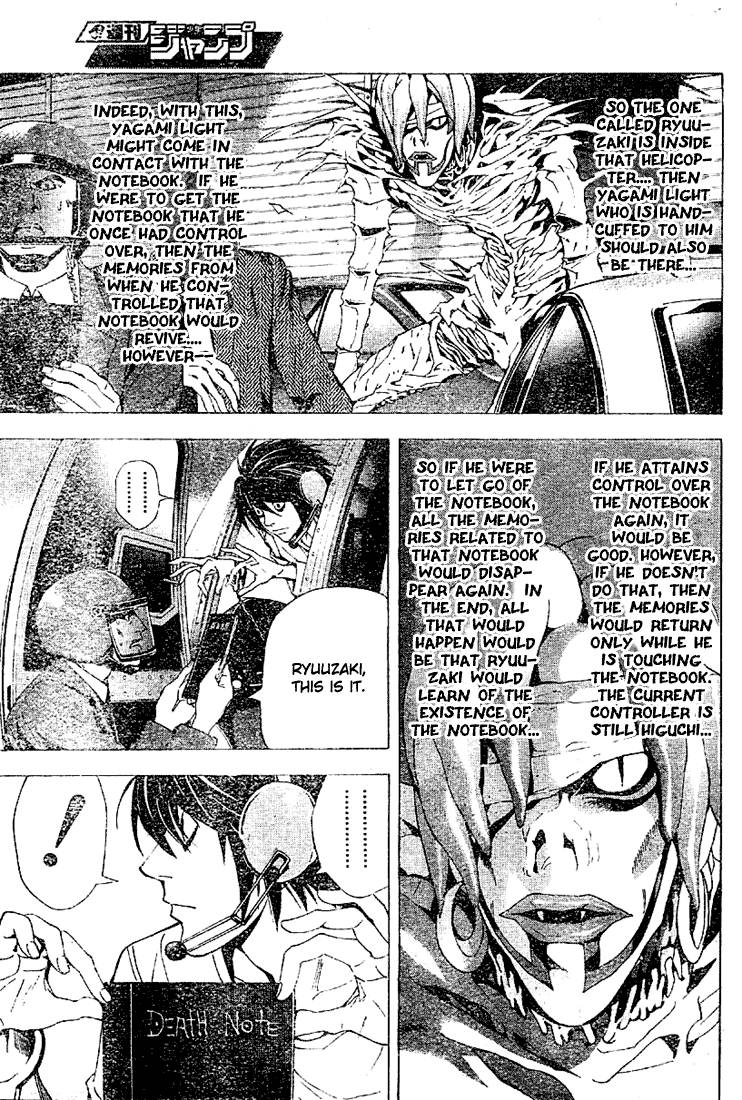 週刊少年ジャンプ
SO THE ONE
CALLED RYUU-
ZAKI IS INSIDE
THAT HELICOP-
TER.... THEN
YAGAMI LIGHT
WHO IS HAND-
CUFFED TO HIM
SHOULD ALSO
BE THERE...
INDEED, WITH THIS,
YAGAMI LIGHT
MIGHT COME IN
CONTACT WITH THE
NOTEBOOK. IF HE
WERE TO GET THE
NOTEBOOK THAT HE
ONCE HAD CONTROL
OVER, THEN THE
MEMORIES FROM
WHEN HE CON-
TROLLED THAT
NOTEBOOK WOULD
REVIVE....
HOWEVER--
IF HE ATTAINS
CONTROL OVER
THE NOTEBOOK
AGAIN, IT
WOULD BE
GOOD. HOWEVER,
IF HE DOESN'T
DO THAT, THEN
THE MEMORIES
WOULD RETURN
ONLY WHILE HE
IS TOUCHING
THE NOTEBOOK.
THE CURRENT
CONTROLLER IS
STILL HIGUCHI...
SO IF HE WERE
TO LET GO OF
THE NOTEBOOK,
ALL THE MEMO-
RIES RELATED TO
THAT NOTEBOOK
WOULD DISAP-
PEAR AGAIN. IN
THE END, ALL
THAT WOULD
HAPPEN WOULD
BE THAT RYUU-
ZAKI WOULD
LEARN OF THE
EXISTENCE OF
THE NOTEBOOK...
........
RYUUZAKI,
THIS IS IT.
........
!
DEATH NOTE